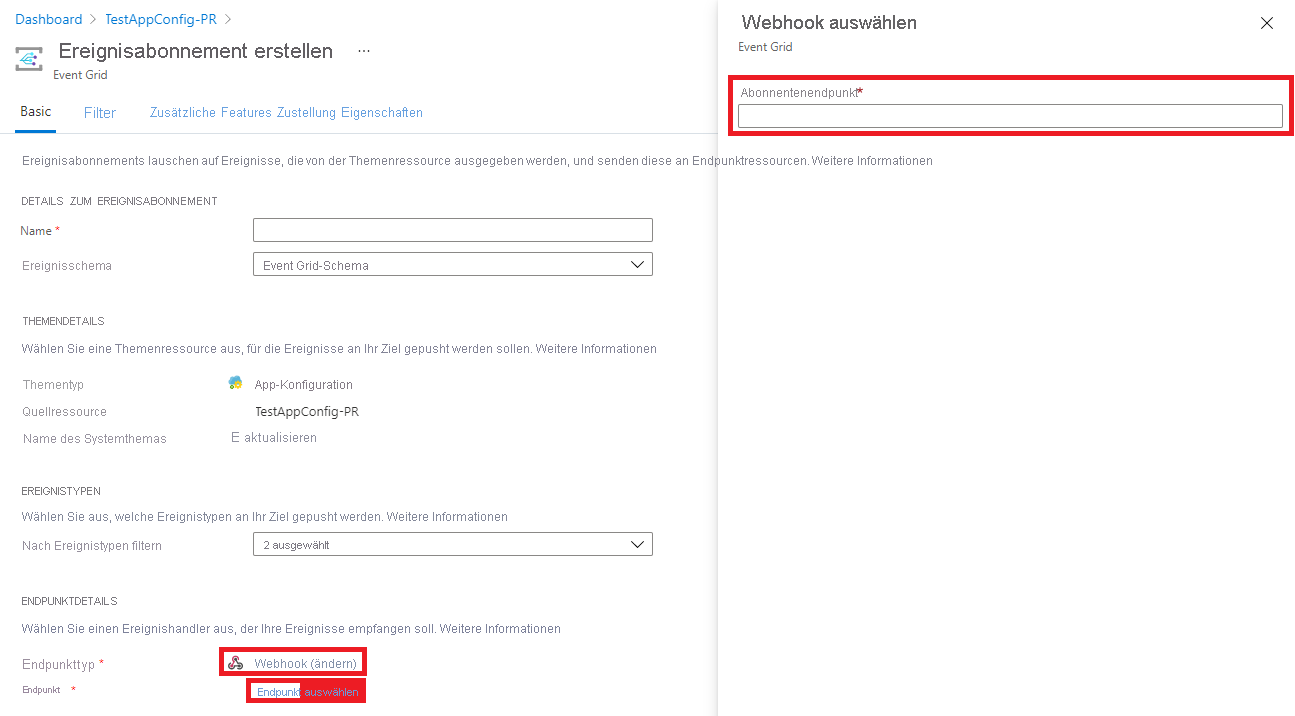 Dashboard > TestAppConfig-PR >
Ereignisabonnement erstellen ...
Event Grid
Basic Filter Zusätzliche Features Zustellung Eigenschaften
Ereignisabonnements lauschen auf Ereignisse, die von der Themenressource ausgegeben werden, und senden diese an Endpunktressourcen. Weitere Informationen
DETAILS ZUM EREIGNISABONNEMENT
Name *
Ereignisschema Event Grid-Schema
THEMENDETAILS
Wählen Sie eine Themenressource aus, für die Ereignisse an Ihr Ziel gepusht werden sollen. Weitere Informationen
Thementyp App-Konfiguration
Quellressource TestAppConfig-PR
Name des Systemthemas E aktualisieren
EREIGNISTYPEN
Wählen Sie aus, welche Ereignistypen an Ihr Ziel gepusht werden. Weitere Informationen
Nach Ereignistypen filtern 2 ausgewählt
ENDPUNKTDETAILS
Wählen Sie einen Ereignishandler aus, der Ihre Ereignisse empfangen soll. Weitere Informationen
Endpunkttyp * Webhook (ändern)
Endpunkt * Endpunkt auswählen
Webhook auswählen
Event Grid
Abonnentenendpunkt*